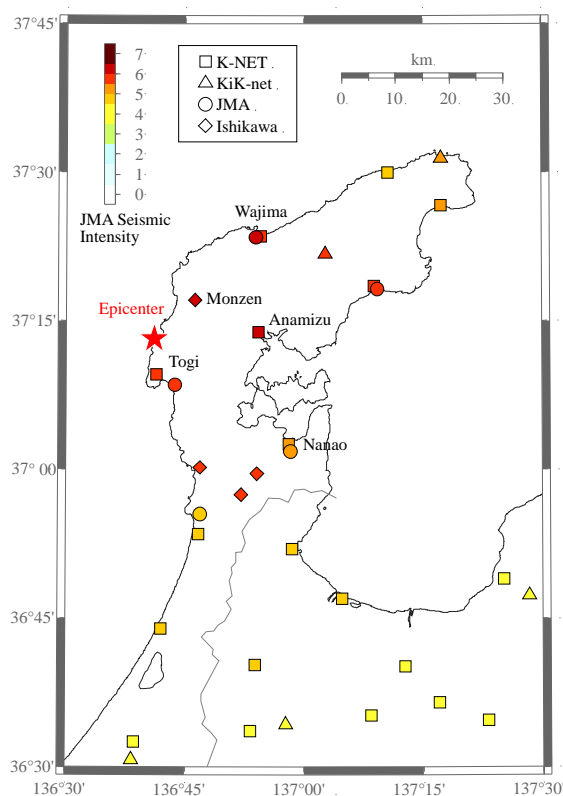 37°45'
7
6
5
4
3
2
1
0
JMA Seismic
Intensity
K-NET .
KiK-net .
JMA .
Ishikawa .
km.
0. 10. 20. 30.
37°30'
Wajima
Monzen
Epicenter
Anamizu
37°15'
Togi
Nanao
37°00'
36°45'
36°30'
136°30' 136°45' 137°00' 137°15' 137°30'